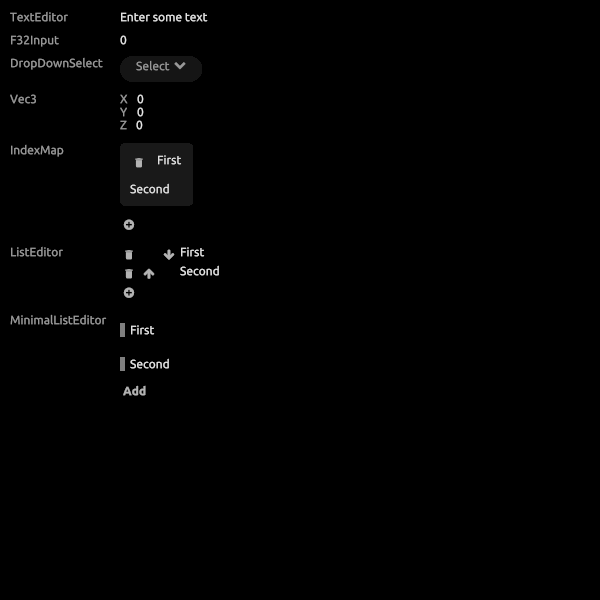 TextEditor Enter some text
F32Input 0
DropDownSelect Select
Vec3 X 0
Y 0
Z 0
IndexMap First
Second
ListEditor First
Second
MinimalListEditor First
Second
Add